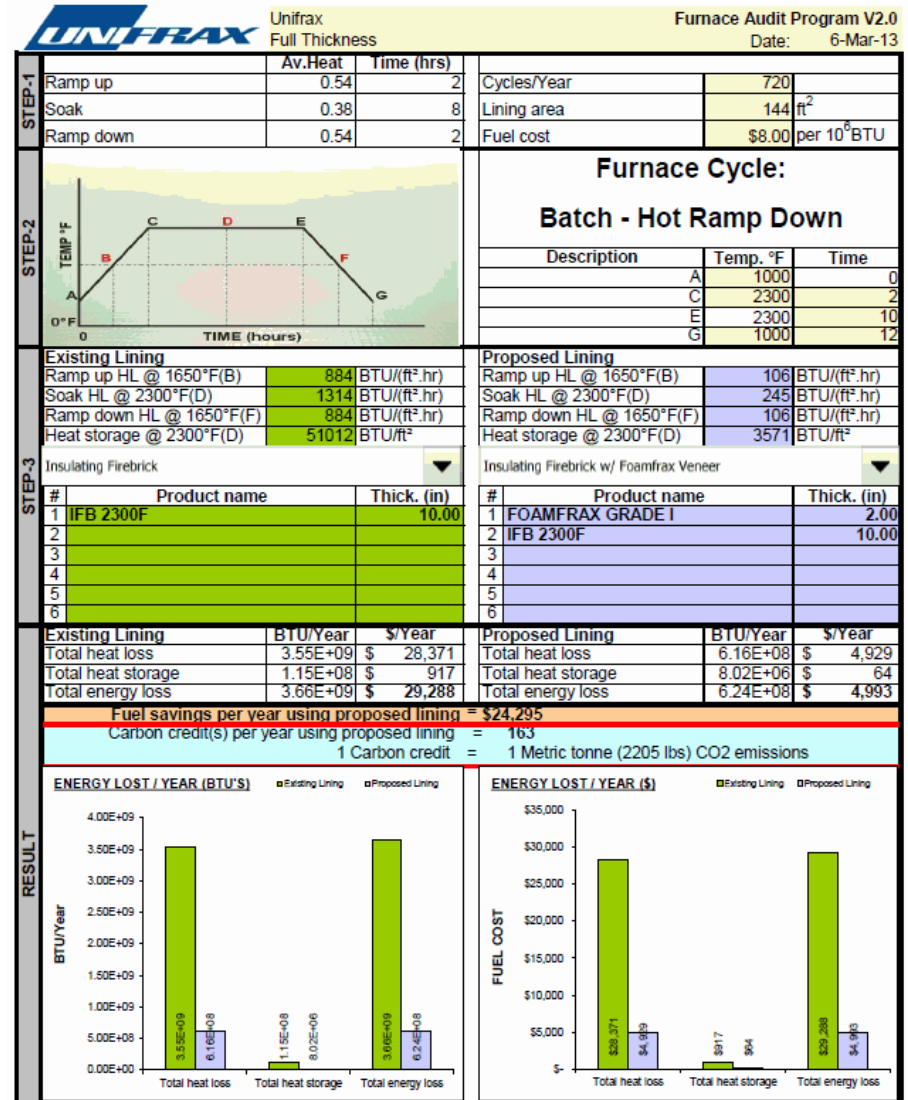 UNIFRAX
Unifrax
Full Thickness
Furnace Audit Program V2.0
Date: 6-Mar-13
STEP-1
Av.Heat Time (hrs)
Ramp up 0.54 2
Soak 0.38 8
Ramp down 0.54 2
Cycles/Year 720
Lining area 144 ft²
Fuel cost $8.00 per 10⁶BTU
STEP-2
TEMP °F
A
B
C
D
E
F
G
0°F
0
TIME (hours)
Furnace Cycle:
Batch - Hot Ramp Down
Description Temp. °F Time
A 1000 0
C 2300 2
E 2300 10
G 1000 12
STEP-3
Existing Lining
Ramp up HL @ 1650°F(B) 884 BTU/(ft².hr)
Soak HL @ 2300°F(D) 1314 BTU/(ft².hr)
Ramp down HL @ 1650°F(F) 884 BTU/(ft².hr)
Heat storage @ 2300°F(D) 51012 BTU/ft²
Insulating Firebrick
# Product name Thick. (in)
1 IFB 2300F 10.00
2
3
4
5
6
Proposed Lining
Ramp up HL @ 1650°F(B) 106 BTU/(ft².hr)
Soak HL @ 2300°F(D) 245 BTU/(ft².hr)
Ramp down HL @ 1650°F(F) 106 BTU/(ft².hr)
Heat storage @ 2300°F(D) 3571 BTU/ft²
Insulating Firebrick w/ Foamfrax Veneer
# Product name Thick. (in)
1 FOAMFRAX GRADE I 2.00
2 IFB 2300F 10.00
3
4
5
6
RESULT
Existing Lining BTU/Year $/Year
Total heat loss 3.55E+09 $ 28,371
Total heat storage 1.15E+08 $ 917
Total energy loss 3.66E+09 $ 29,288
Proposed Lining BTU/Year $/Year
Total heat loss 6.16E+08 $ 4,929
Total heat storage 8.02E+06 $ 64
Total energy loss 6.24E+08 $ 4,993
Fuel savings per year using proposed lining = $24,295
Carbon credit(s) per year using proposed lining = 163
1 Carbon credit = 1 Metric tonne (2205 lbs) CO2 emissions
ENERGY LOST / YEAR (BTU'S)
Existing Lining Proposed Lining
BTU/Year
4.00E+09
3.50E+09
3.00E+09
2.50E+09
2.00E+09
1.50E+09
1.00E+09
5.00E+08
0.00E+00
3.55E+09
6.16E+08
1.15E+08
8.02E+06
3.66E+09
6.24E+08
Total heat loss Total heat storage Total energy loss
ENERGY LOST / YEAR ($)
Existing Lining Proposed Lining
FUEL COST
$35,000
$30,000
$25,000
$20,000
$15,000
$10,000
$5,000
$-
$28,371
$4,929
$917
$64
$29,288
$4,993
Total heat loss Total heat storage Total energy loss